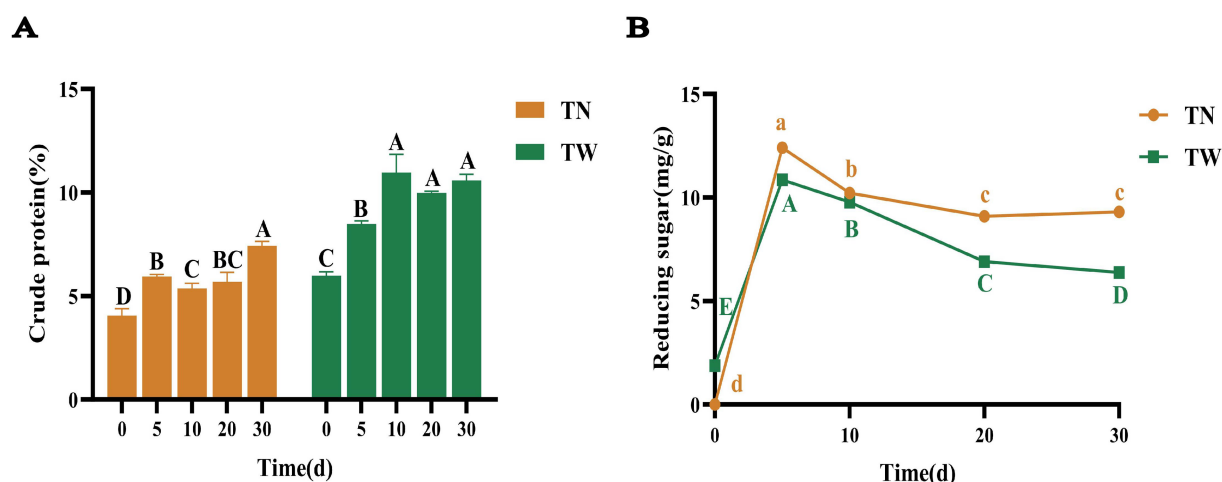 A
Crude protein(%)
15
10
5
0
D
B
C
BC
A
C
B
A
A
A
0 5 10 20 30 0 5 10 20 30
Time(d)
TN
TW
B
Reducing sugar(mg/g)
15
10
5
0
a
b
c
c
d
E
A
B
C
D
0 10 20 30
Time(d)
TN
TW